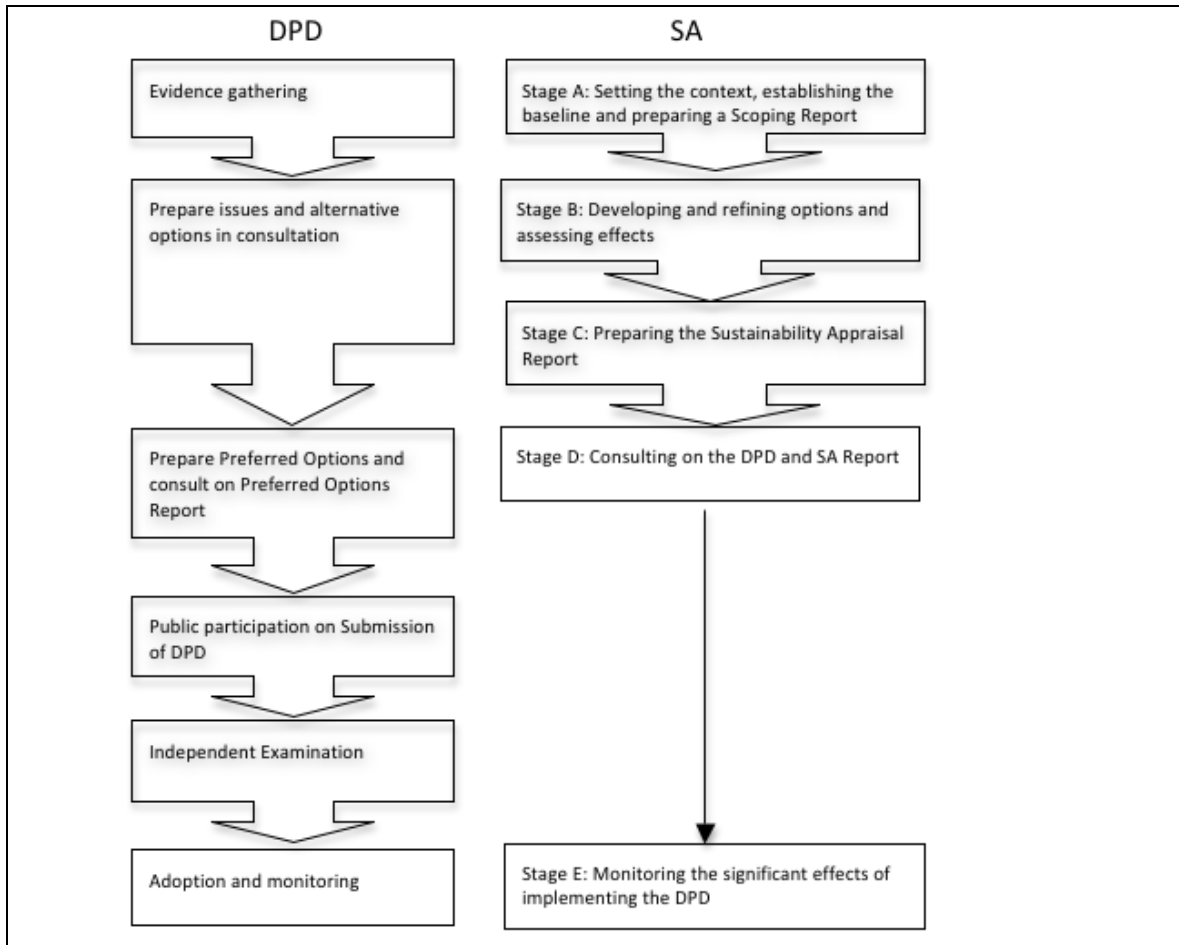 DPD
Evidence gathering
Prepare issues and alternative
options in consultation
Prepare Preferred Options and
consult on Preferred Options
Report
Public participation on Submission
of DPD
Independent Examination
Adoption and monitoring
SA
Stage A: Setting the context, establishing the
baseline and preparing a Scoping Report
Stage B: Developing and refining options and
assessing effects
Stage C: Preparing the Sustainability Appraisal
Report
Stage D: Consulting on the DPD and SA Report
Stage E: Monitoring the significant effects of
implementing the DPD